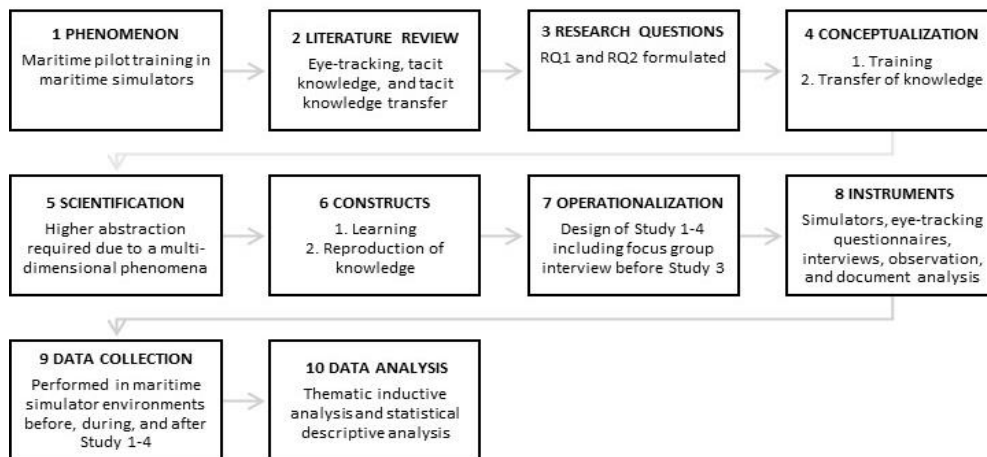 1 PHENOMENON
Maritime pilot training in
maritime simulators
2 LITERATURE REVIEW
Eye-tracking, tacit
knowledge, and tacit
knowledge transfer
3 RESEARCH QUESTIONS
RQ1 and RQ2 formulated
4 CONCEPTUALIZATION
1. Training
2. Transfer of knowledge
5 SCIENTIFICATION
Higher abstraction
required due to a multi-
dimensional phenomena
6 CONSTRUCTS
1. Learning
2. Reproduction of
knowledge
7 OPERATIONALIZATION
Design of Study 1-4
including focus group
interview before Study 3
8 INSTRUMENTS
Simulators, eye-tracking
questionnaires,
interviews, observation,
and document analysis
9 DATA COLLECTION
Performed in maritime
simulator environments
before, during, and after
Study 1-4
10 DATA ANALYSIS
Thematic inductive
analysis and statistical
descriptive analysis